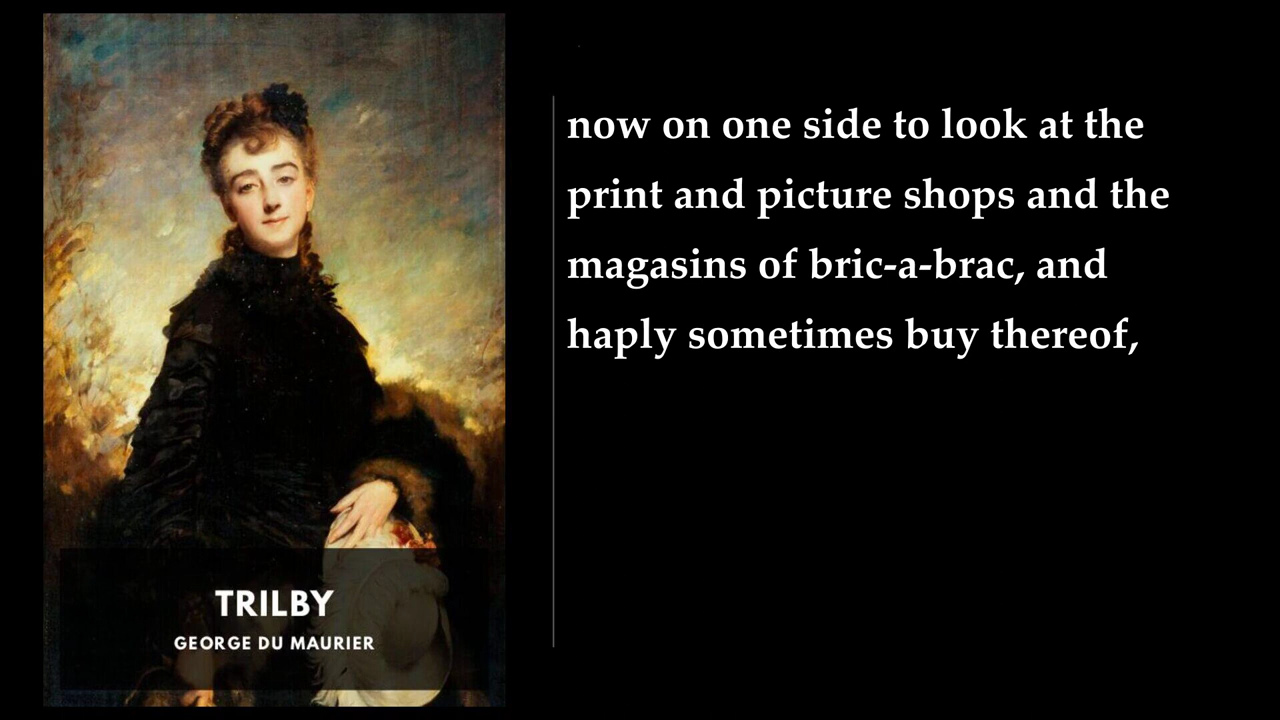 now on one side to look at the
print and picture shops and the
magasins of bric-a-brac, and
haply sometimes buy thereof,
TRILBY
GEORGE DU MAURIER